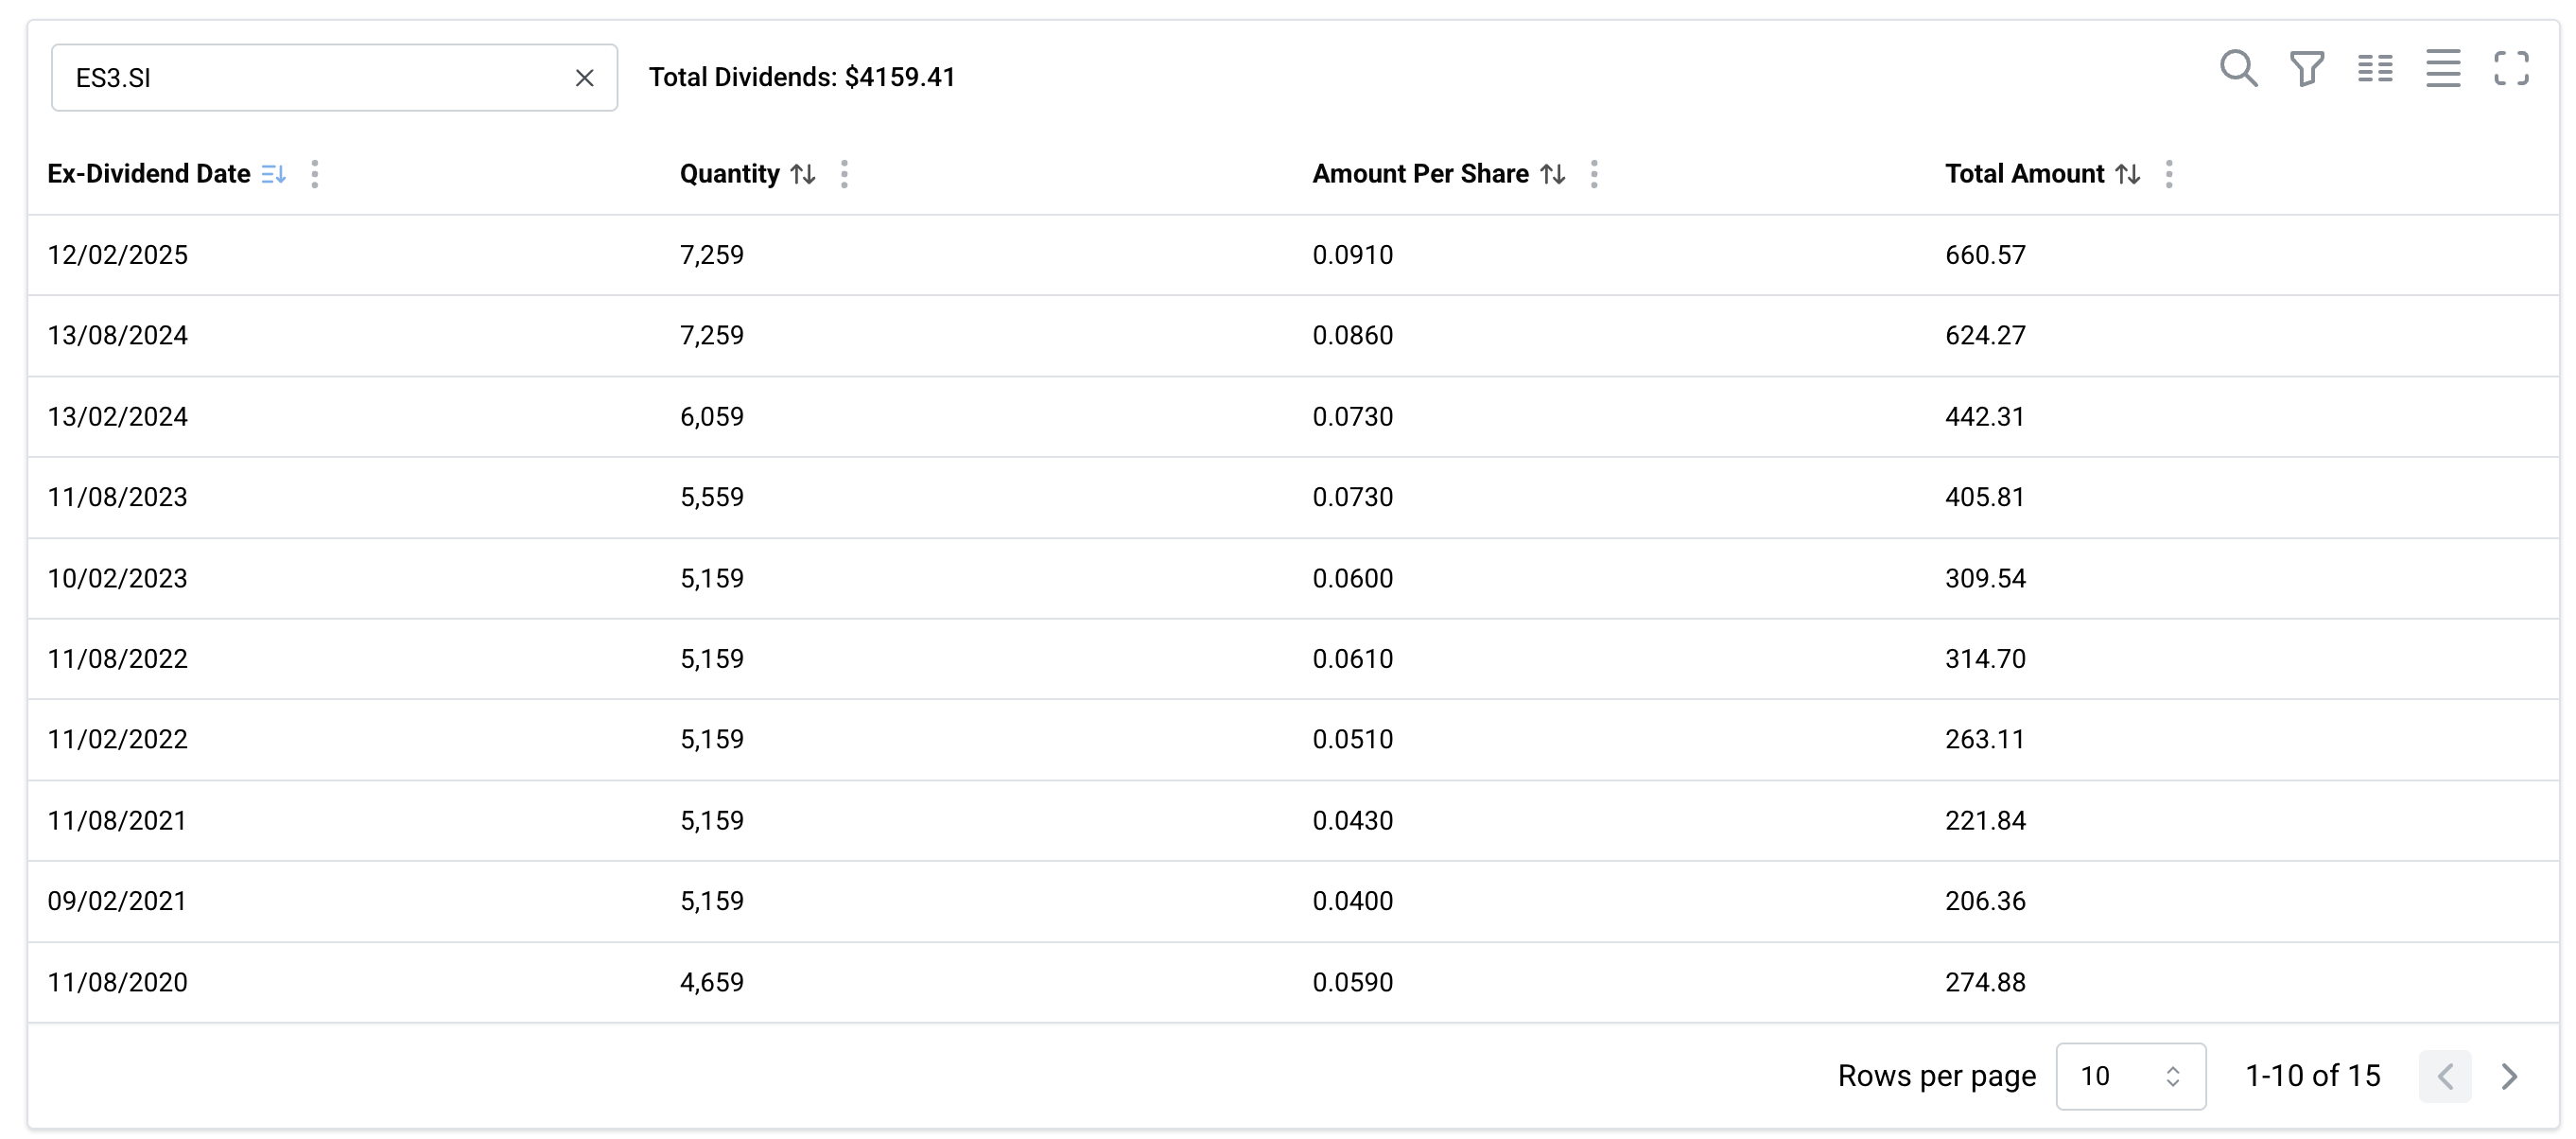 ES3.SI Total Dividends: $4159.41
Ex-Dividend Date Quantity Amount Per Share Total Amount
12/02/2025 7,259 0.0910 660.57
13/08/2024 7,259 0.0860 624.27
13/02/2024 6,059 0.0730 442.31
11/08/2023 5,559 0.0730 405.81
10/02/2023 5,159 0.0600 309.54
11/08/2022 5,159 0.0610 314.70
11/02/2022 5,159 0.0510 263.11
11/08/2021 5,159 0.0430 221.84
09/02/2021 5,159 0.0400 206.36
11/08/2020 4,659 0.0590 274.88
Rows per page 10 1-10 of 15